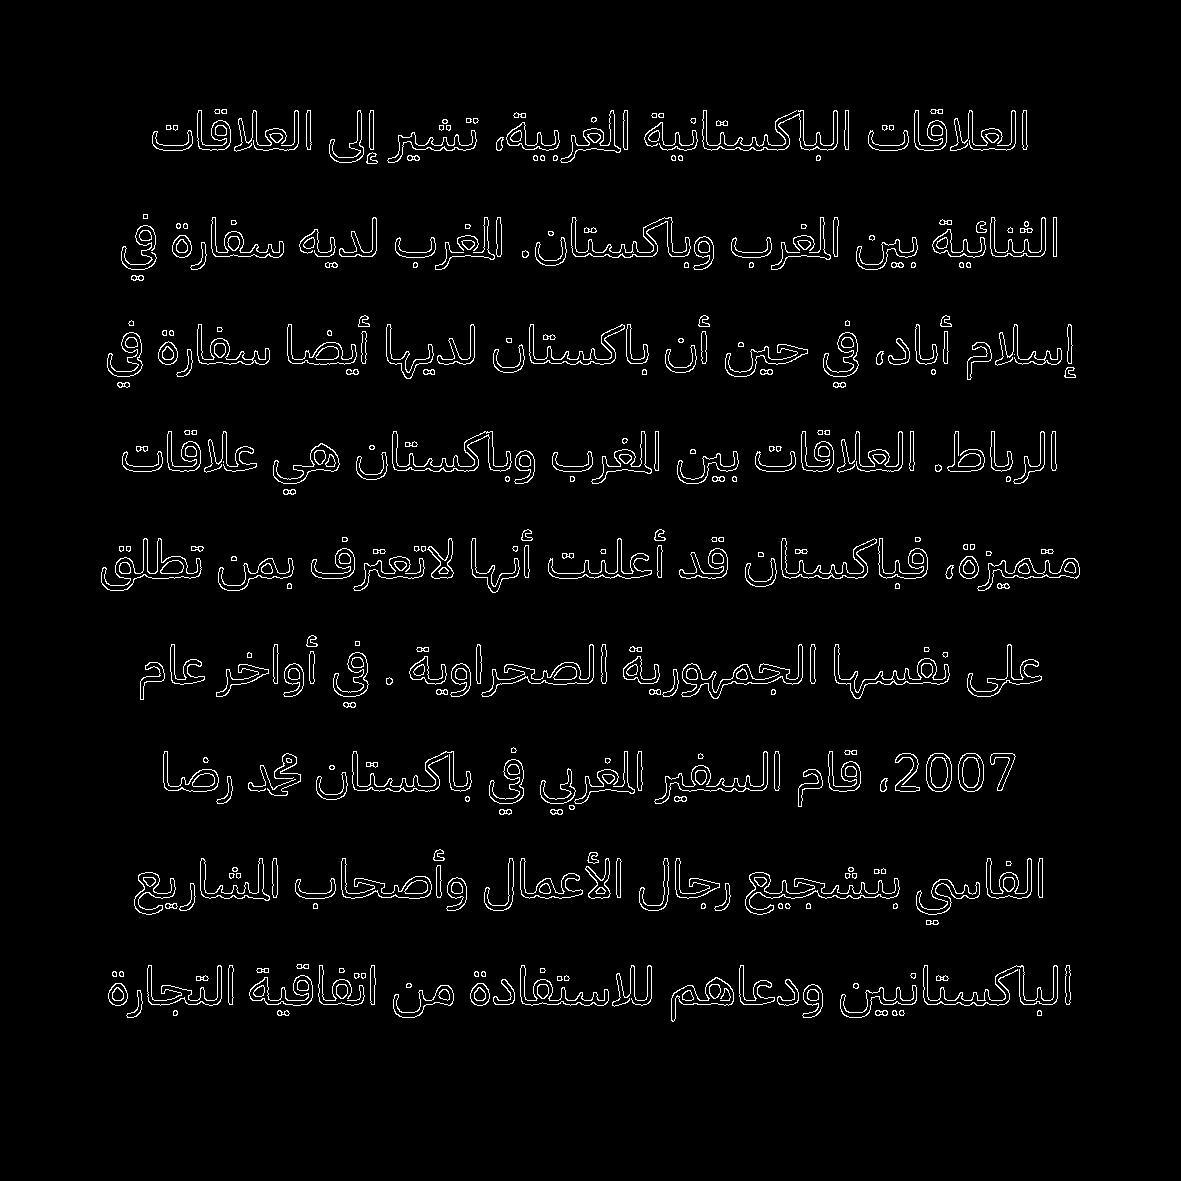 العلاقات الباكستانية المغربية، تشير إلى العلاقات
الثنائية بين المغرب وباكستان. المغرب لديه سفارة في
إسلام أباد، في حين أن باكستان لديها أيضا سفارة في
الرباط. العلاقات بين المغرب وباكستان هي علاقات
متميزة، فباكستان قد أعلنت أنها لاتعترف بمن تطلق
على نفسها الجمهورية الصحراوية . في أواخر عام
2007، قام السفير المغربي في باكستان محمد رضا
الفاسي بتشجيع رجال الأعمال وأصحاب المشاريع
الباكستانيين ودعاهم للاستفادة من اتفاقية التجارة